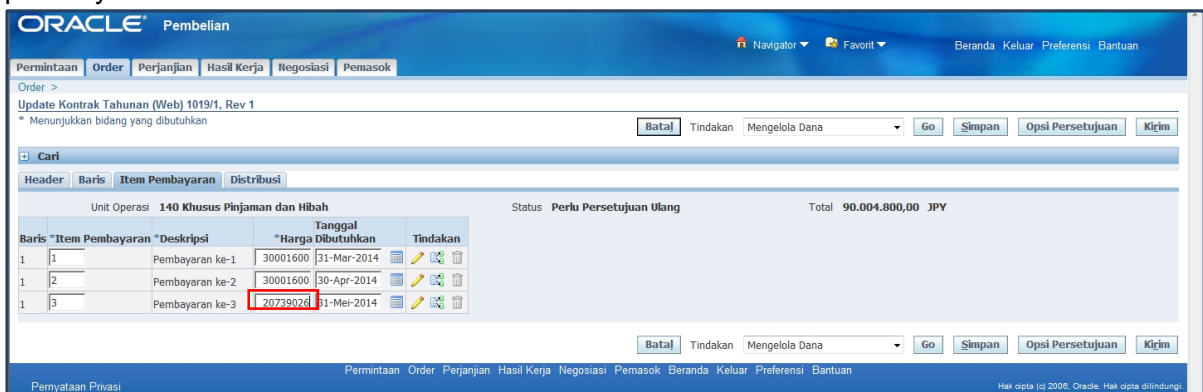 ORACLE® Pembelian
Navigator Favorit Beranda Keluar Preferensi Bantuan
Permintaan Order Perjanjian Hasil Kerja Negosiasi Pemasok
Order >
Update Kontrak Tahunan (Web) 1019/1, Rev 1
* Menunjukkan bidang yang dibutuhkan
Batal Tindakan Mengelola Dana Go Simpan Opsi Persetujuan Kirim
Cari
Header Baris Item Pembayaran Distribusi
Unit Operasi 140 Khusus Pinjaman dan Hibah Status Perlu Persetujuan Ulang Total 90.004.800,00 JPY
Tanggal
Baris *Item Pembayaran *Deskripsi *Harga Dibutuhkan Tindakan
1 1 Pembayaran ke-1 30001600 31-Mar-2014
1 2 Pembayaran ke-2 30001600 30-Apr-2014
1 3 Pembayaran ke-3 20739026 31-Mei-2014
Batal Tindakan Mengelola Dana Go Simpan Opsi Persetujuan Kirim
Permintaan Order Perjanjian Hasil Kerja Negosiasi Pemasok Beranda Keluar Preferensi Bantuan
Pernyataan Privasi Hak cipta (c) 2006, Oracle. Hak cipta dilindungi.